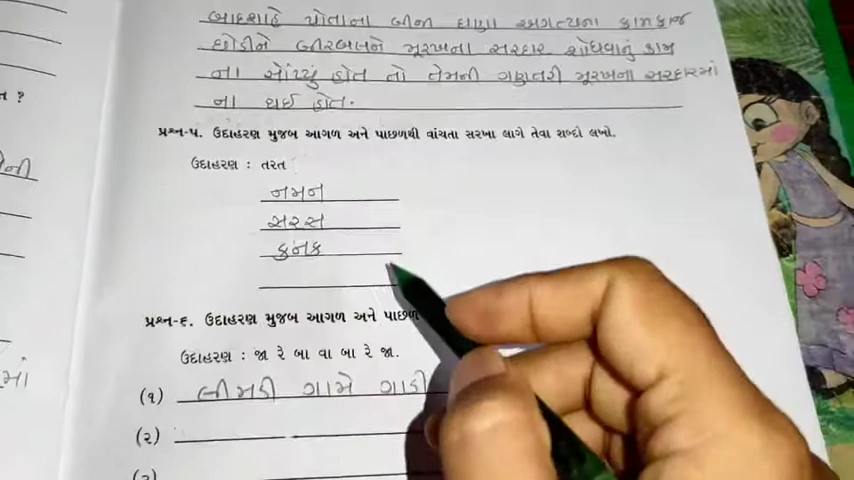 બાદશાહે પોતાના બીજા ઘણા અગત્યના કામકાજ
છોડીને બીરબલને મૂરખના સરદાર શોધવાનું કામ
ના સોંપ્યું હોત તો તેમની ગણતરી મૂરખના સરદારમાં
ના થઈ હોત.
પ્રશ્ન-૫. ઉદાહરણ મુજબ આગળ અને પાછળથી વાંચતા સરખા લાગે તેવા શબ્દો લખો.
ઉદાહરણ : તરત
નમન
સરસ
કનક
પ્રશ્ન-૬. ઉદાહરણ મુજબ આગળ અને પાછળ
ઉદાહરણ : જા રે બા વા બા રે જા.
(૧) લીમડી ગામે ગાડી
(૨)
(૩)